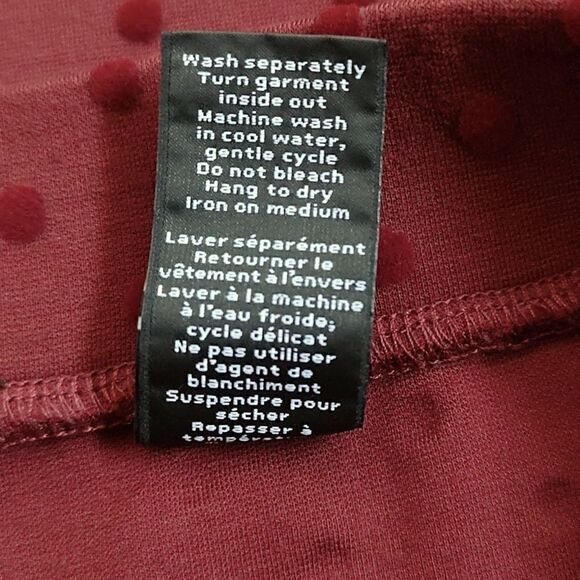 Wash separately
Turn garment
inside out
Machine wash
in cool water,
gentle cycle
Do not bleach
Hang to dry
Iron on medium
Laver séparément
Retourner le
vêtement à l'envers
Laver à la machine
à l'eau froide;
cycle délicat
Ne pas utiliser
d'agent de
blanchiment
Suspendre pour
sécher
Repasser à